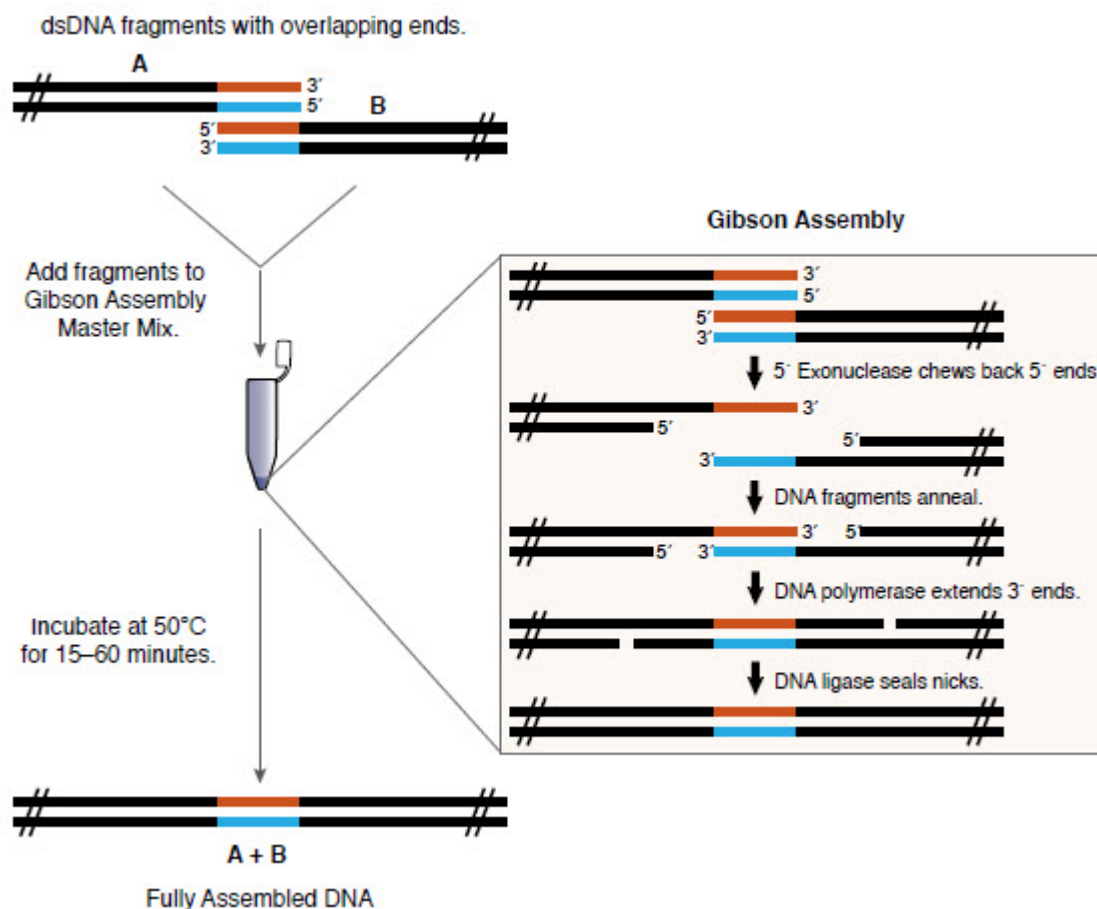 dsDNA fragments with overlapping ends.
A
3′
5′
B
5′
3′
Add fragments to
Gibson Assembly
Master Mix.
Incubate at 50°C
for 15–60 minutes.
A + B
Fully Assembled DNA
Gibson Assembly
3′
5′
5′
3′
5′ Exonuclease chews back 5′ ends
3′
5′
5′
3′
DNA fragments anneal.
3′ 5′
5′ 3′
DNA polymerase extends 3′ ends.
DNA ligase seals nicks.